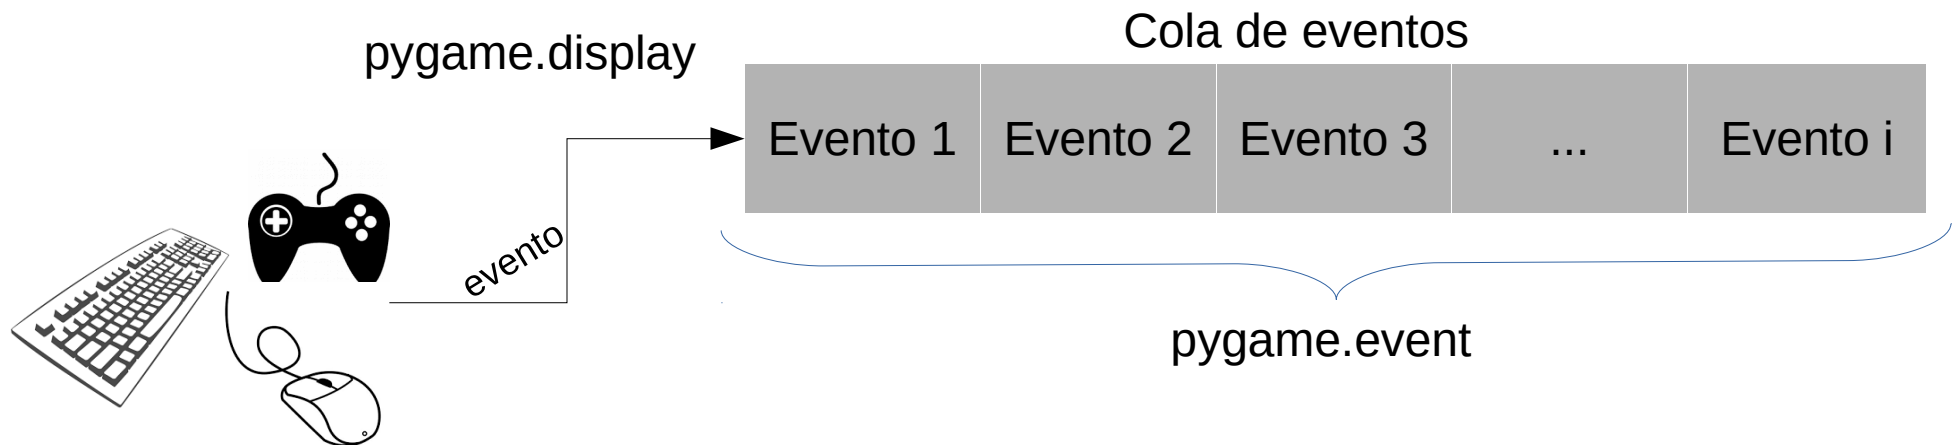 Cola de eventos
pygame.display
Evento 1 Evento 2 Evento 3 ... Evento i
evento
pygame.event